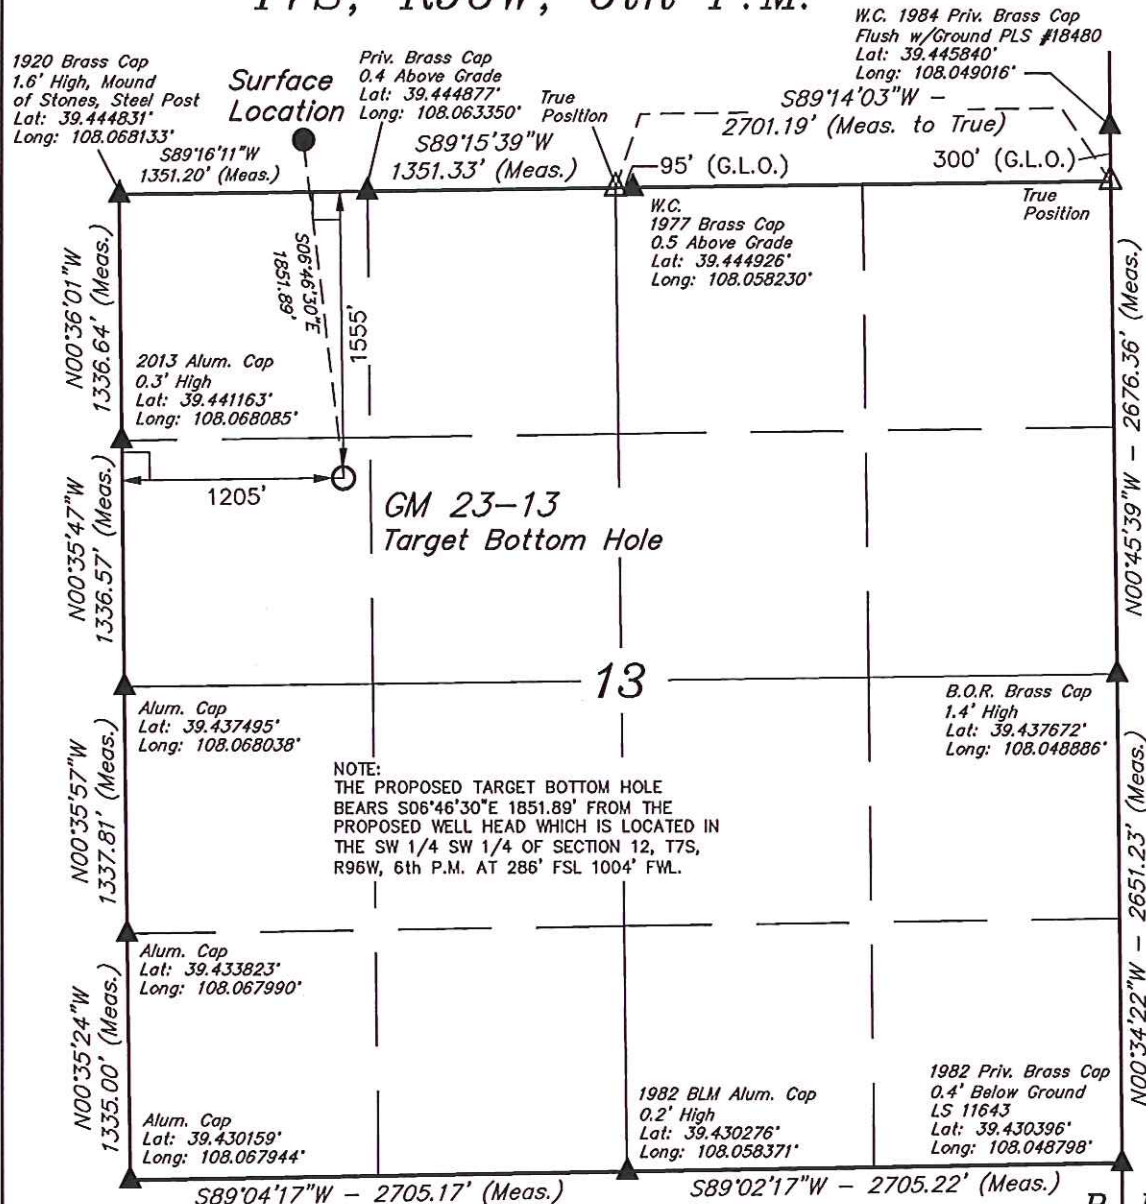 T7S, R96W, 6th P.M.
W.C. 1984 Priv. Brass Cap
Flush w/Ground PLS #18480
Lat: 39.445840°
Long: 108.049016°
1920 Brass Cap
1.6' High, Mound
of Stones, Steel Post
Lat: 39.444831°
Long: 108.068133°
Surface
Location
Priv. Brass Cap
0.4 Above Grade
Lat: 39.444877°
Long: 108.063350°
True
Position
S89°14'03"W –
2701.19' (Meas. to True)
S89°16'11"W
1351.20' (Meas.)
S89°15'39"W
1351.33' (Meas.)
95' (G.L.O.)
300' (G.L.O.)
True
Position
W.C.
1977 Brass Cap
0.5 Above Grade
Lat: 39.444926°
Long: 108.058230°
N00°36'01"W
1336.64' (Meas.)
S06°46'30"E
1851.89'
1555'
N00°45'39"W – 2676.36' (Meas.)
2013 Alum. Cap
0.3' High
Lat: 39.441163°
Long: 108.068085°
1205'
GM 23-13
Target Bottom Hole
N00°35'47"W
1336.57' (Meas.)
13
Alum. Cap
Lat: 39.437495°
Long: 108.068038°
B.O.R. Brass Cap
1.4' High
Lat: 39.437672°
Long: 108.048886°
NOTE:
THE PROPOSED TARGET BOTTOM HOLE
BEARS S06°46'30"E 1851.89' FROM THE
PROPOSED WELL HEAD WHICH IS LOCATED IN
THE SW 1/4 SW 1/4 OF SECTION 12, T7S,
R96W, 6th P.M. AT 286' FSL 1004' FWL.
N00°35'57"W
1337.81' (Meas.)
N00°34'22"W – 2651.23' (Meas.)
Alum. Cap
Lat: 39.433823°
Long: 108.067990°
N00°35'24"W
1335.00' (Meas.)
Alum. Cap
Lat: 39.430159°
Long: 108.067944°
1982 BLM Alum. Cap
0.2' High
Lat: 39.430276°
Long: 108.058371°
1982 Priv. Brass Cap
0.4' Below Ground
LS 11643
Lat: 39.430396°
Long: 108.048798°
S89°04'17"W – 2705.17' (Meas.)
S89°02'17"W – 2705.22' (Meas.)